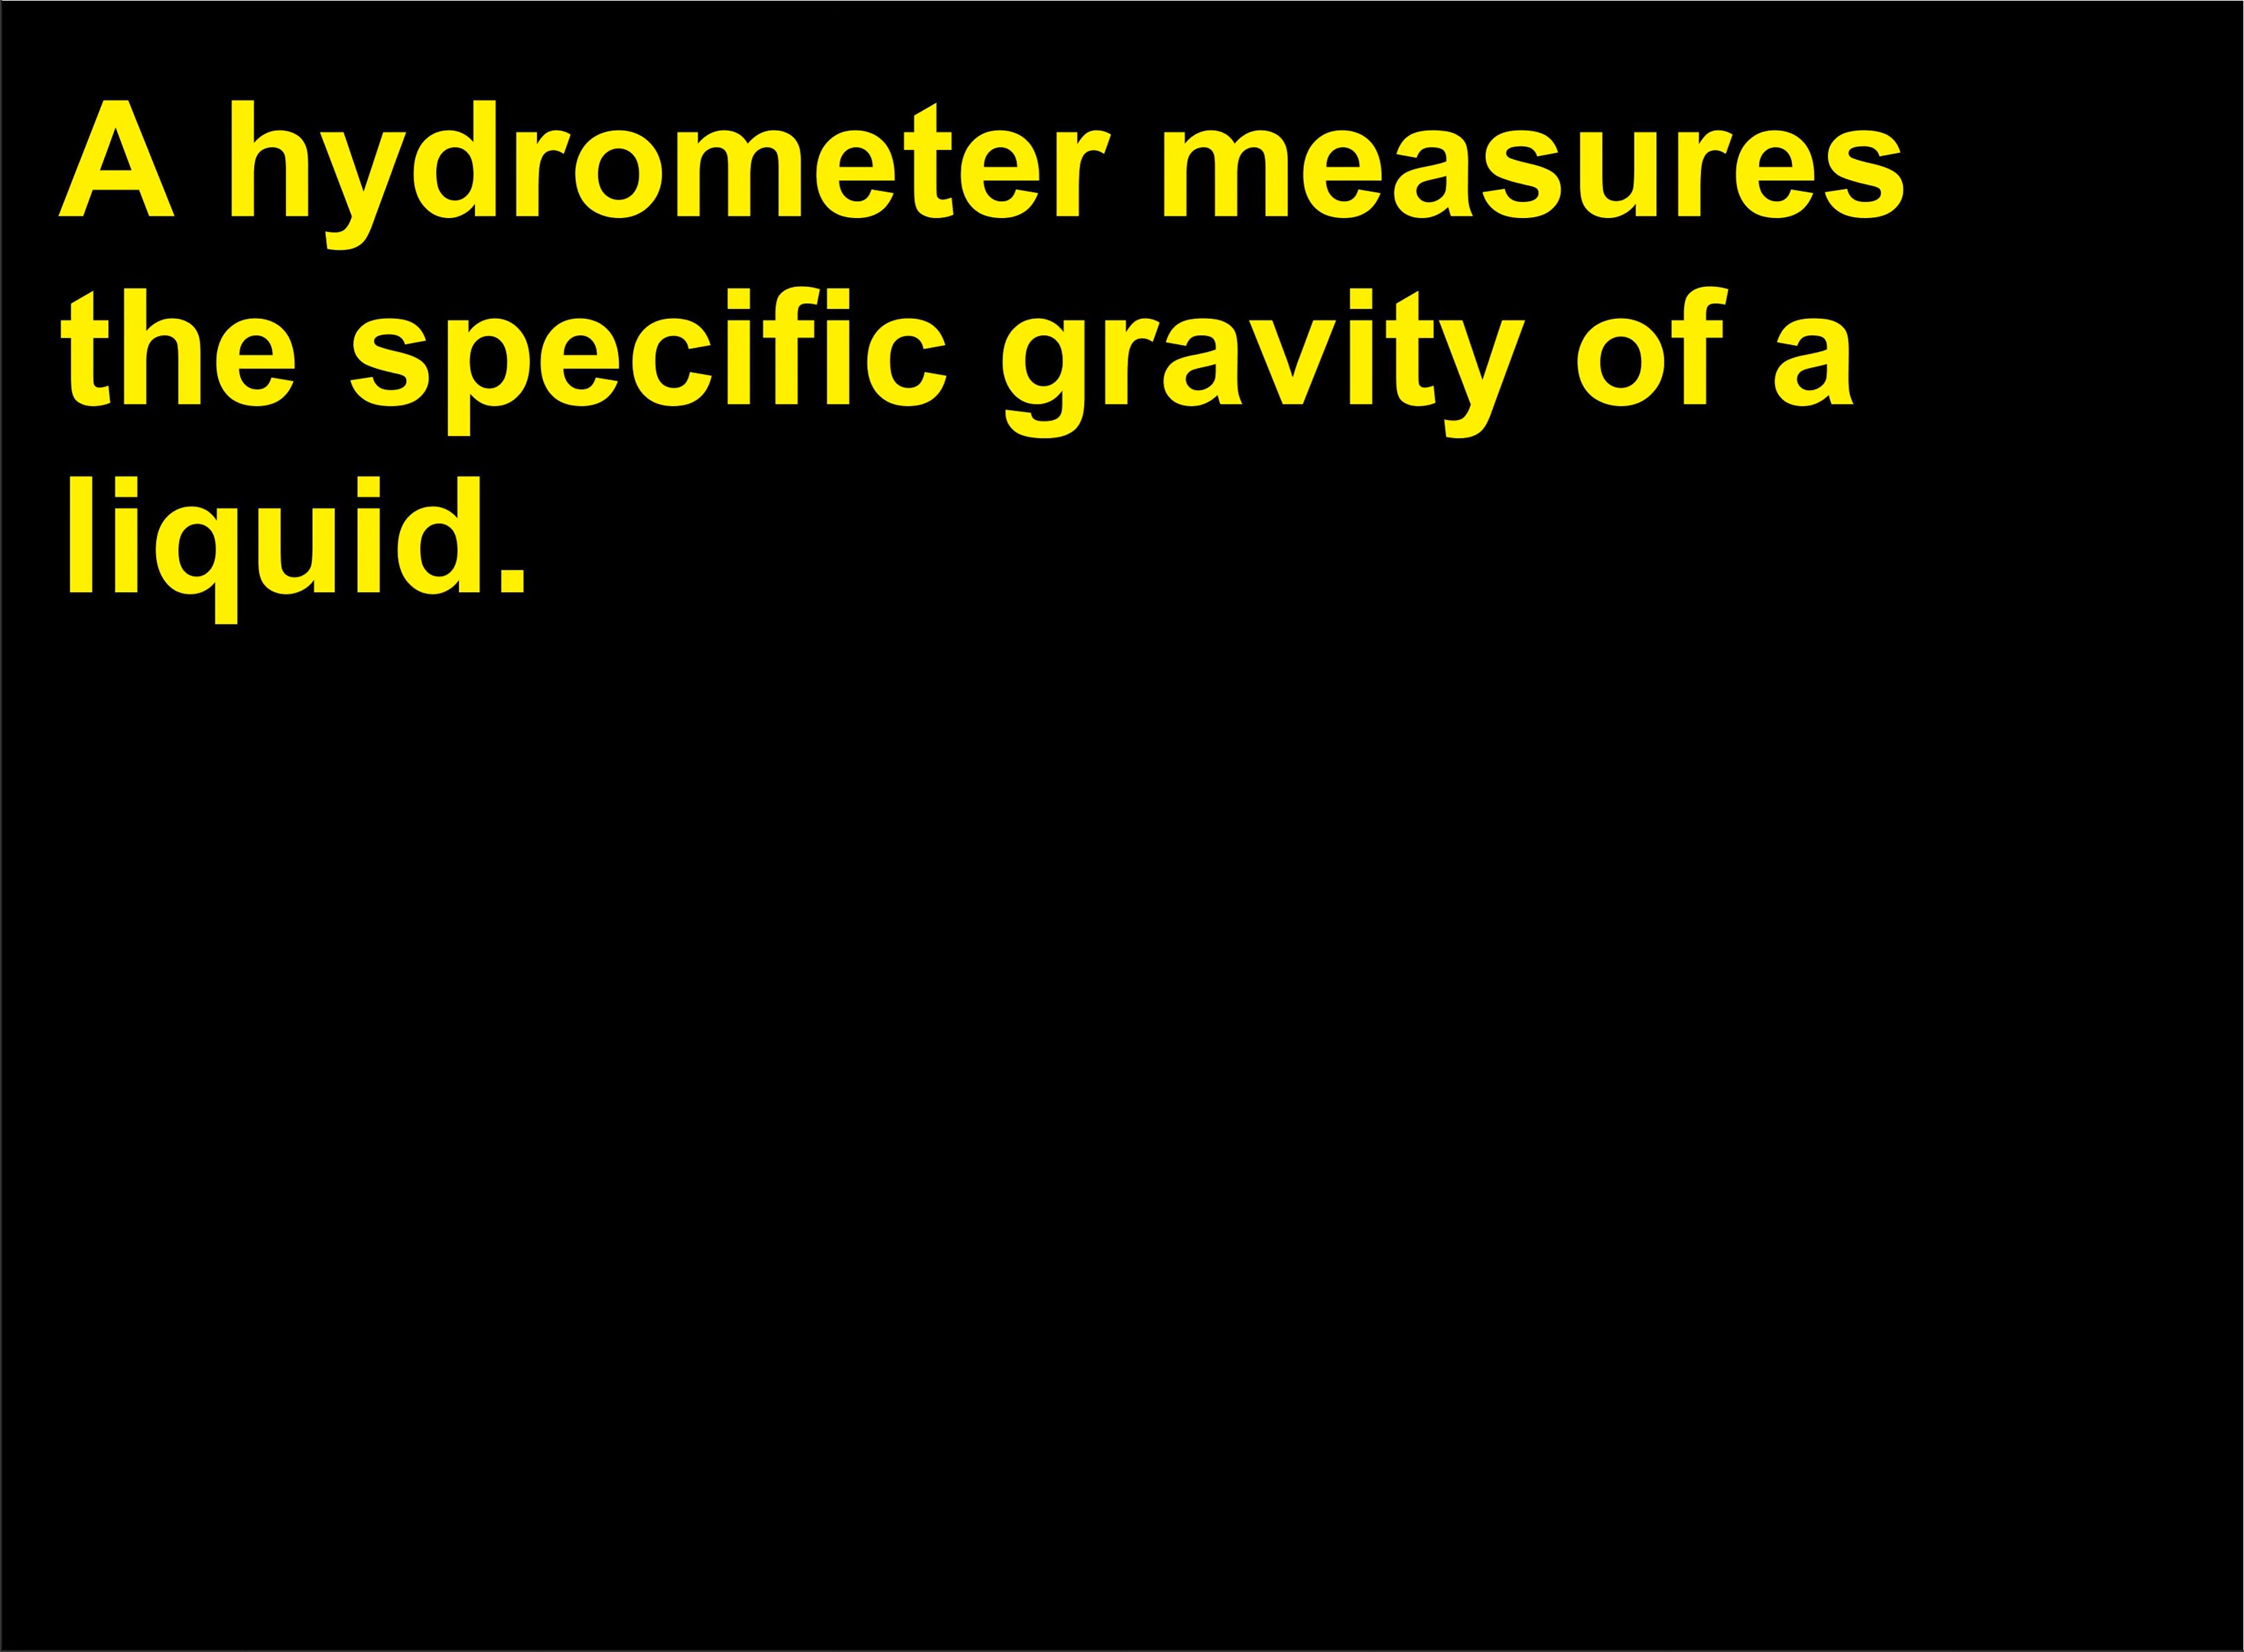 A hydrometer measures
the specific gravity of a
liquid.